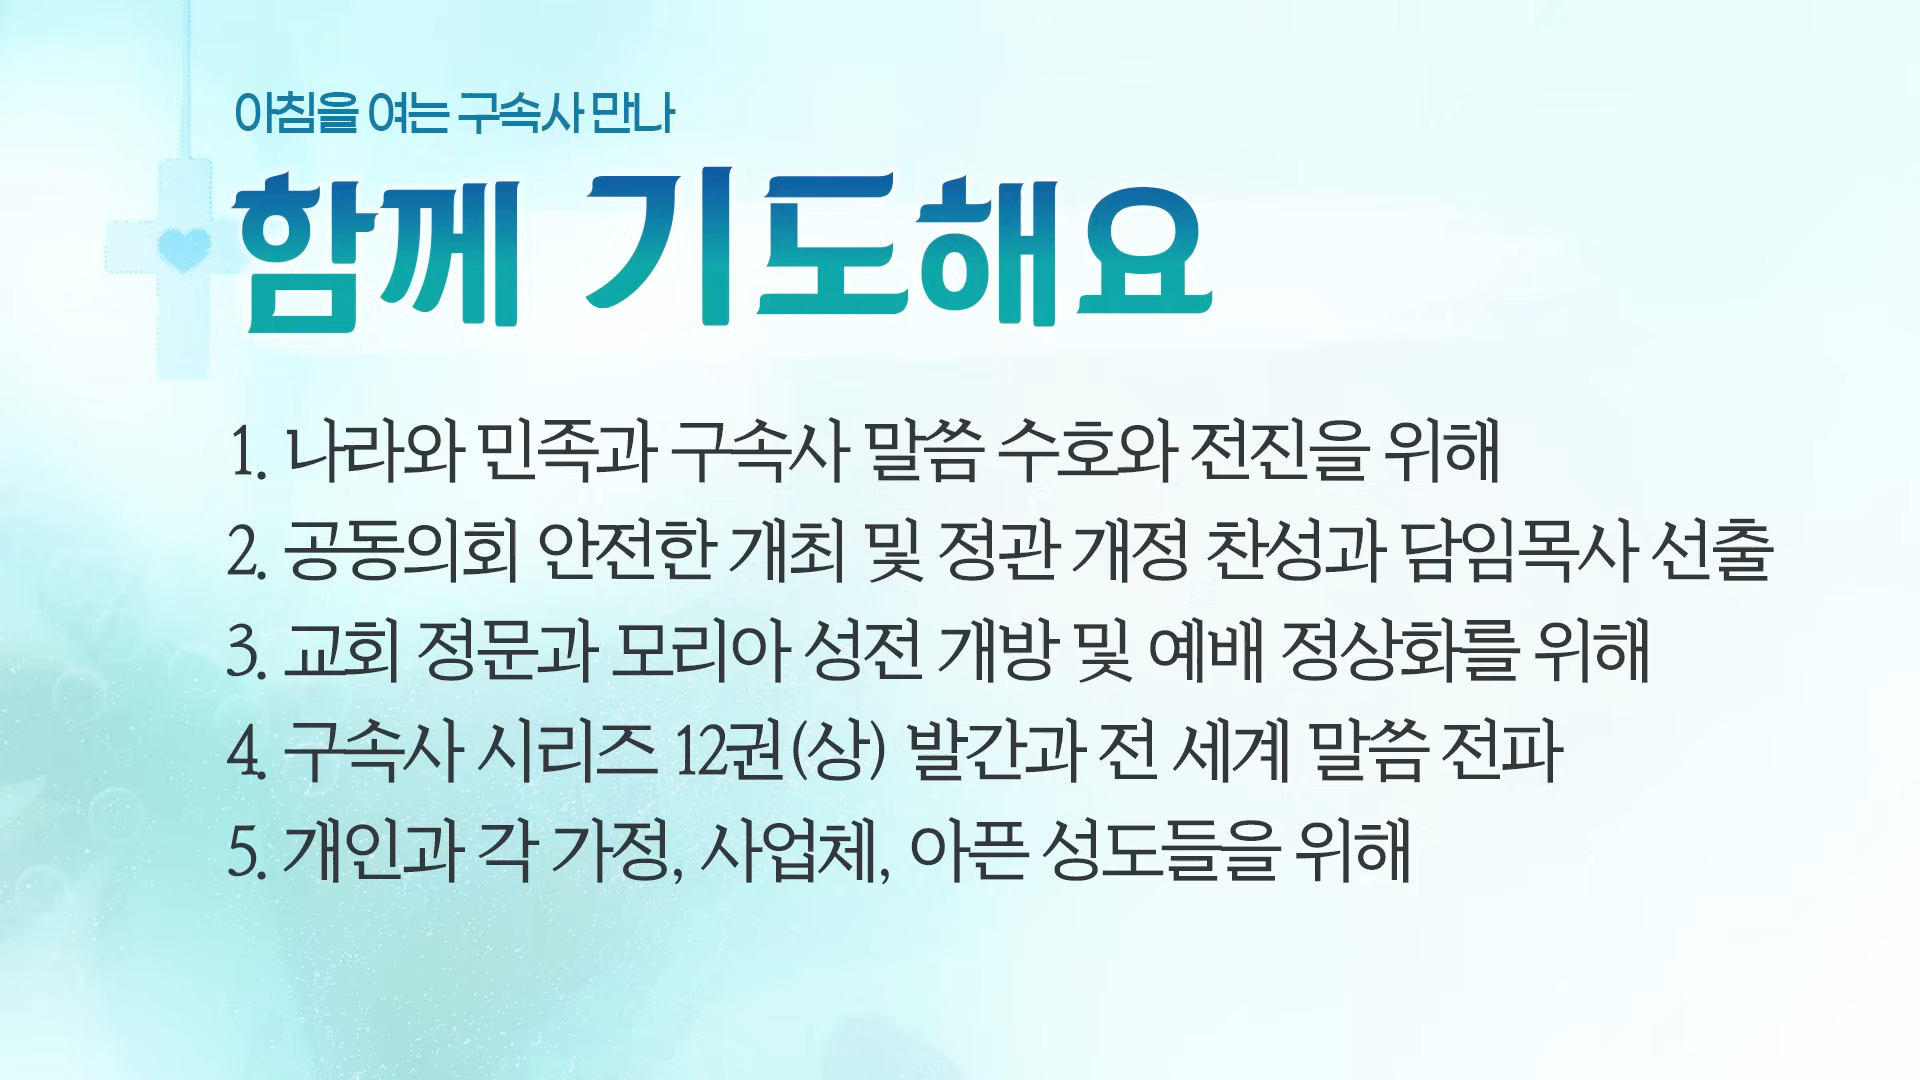 아침을 여는 구속사 만나
함께 기도해요
1. 나라와 민족과 구속사 말씀 수호와 전진을 위해
2. 공동의회 안전한 개최 및 정관 개정 찬성과 담임목사 선출
3. 교회 정문과 모리아 성전 개방 및 예배 정상화를 위해
4. 구속사 시리즈 12권(상) 발간과 전 세계 말씀 전파
5. 개인과 각 가정, 사업체, 아픈 성도들을 위해